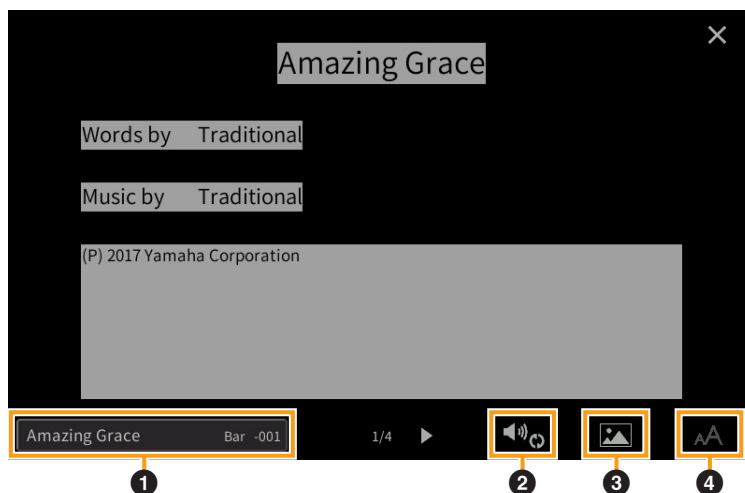 Amazing Grace
Words by Traditional
Music by Traditional
(P) 2017 Yamaha Corporation
Amazing Grace Bar -001 1/4 AA
1 2 3 4